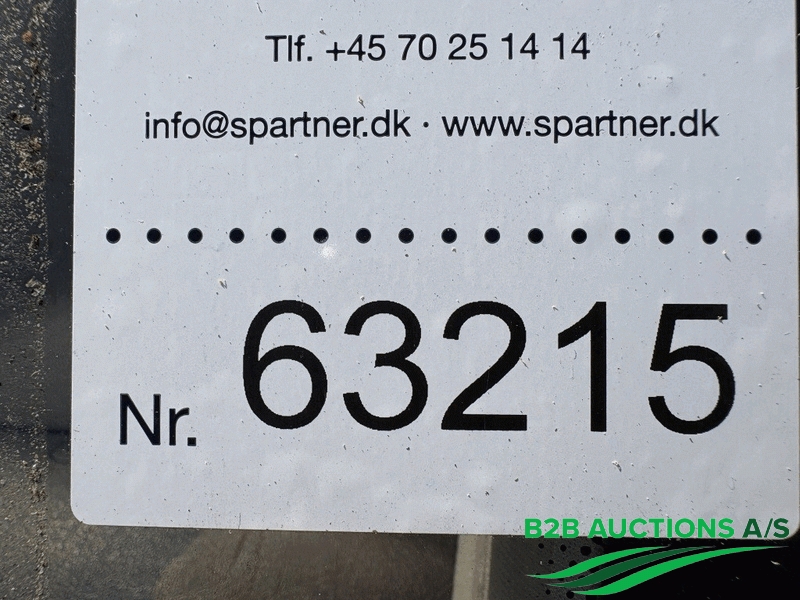 Tlf. +45 70 25 14 14
info@spartner.dk · www.spartner.dk
Nr. 63215
B2B AUCTIONS A/S